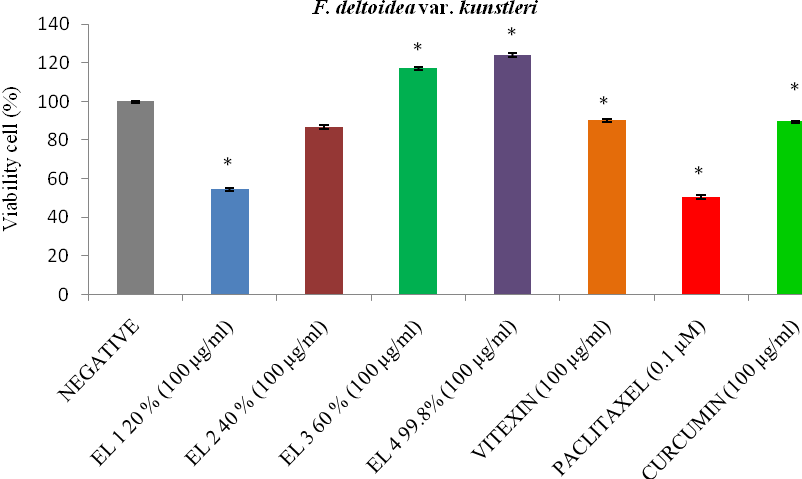 F. deltoidea var. kunstleri
Viability cell (%)
140
120
100
80
60
40
20
0
*
*
*
*
*
*
NEGATIVE
EL 1 20 % (100 µg/ml)
EL 2 40 % (100 µg/ml)
EL 3 60 % (100 µg/ml)
EL 4 99.8% (100 µg/ml)
VITEXIN (100 µg/ml)
PACLITAXEL (0.1 µM)
CURCUMIN (100 µg/ml)